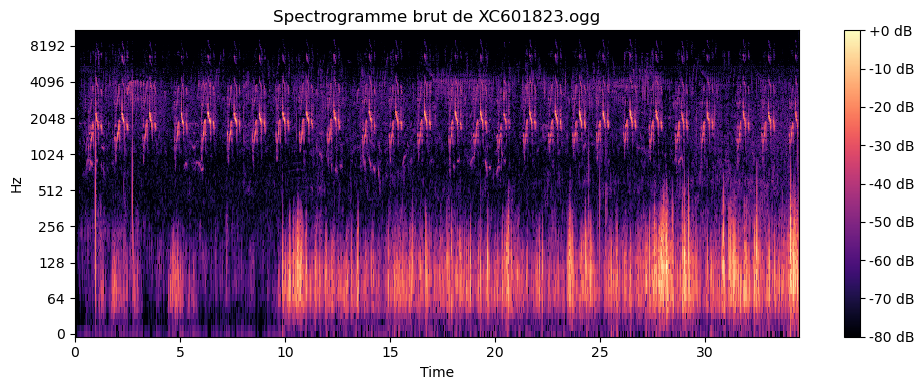 Spectrogramme brut de XC601823.ogg
8192
4096
2048
1024
512
256
128
64
0
Hz
0
5
10
15
20
25
30
Time
+0 dB
-10 dB
-20 dB
-30 dB
-40 dB
-50 dB
-60 dB
-70 dB
-80 dB